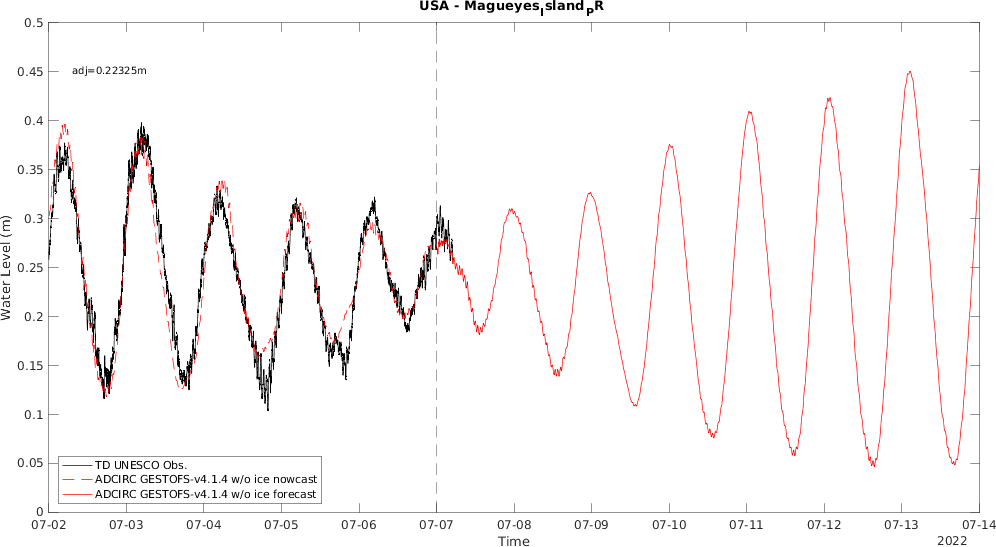 USA - Magueyes_Island_PR
0.5
0.45
0.4
0.35
0.3
0.25
0.2
0.15
0.1
0.05
0
Water Level (m)
adj=0.22325m
TD UNESCO Obs.
ADCIRC GESTOFS-v4.1.4 w/o ice nowcast
ADCIRC GESTOFS-v4.1.4 w/o ice forecast
07-02 07-03 07-04 07-05 07-06 07-07 07-08 07-09 07-10 07-11 07-12 07-13 07-14
Time
2022